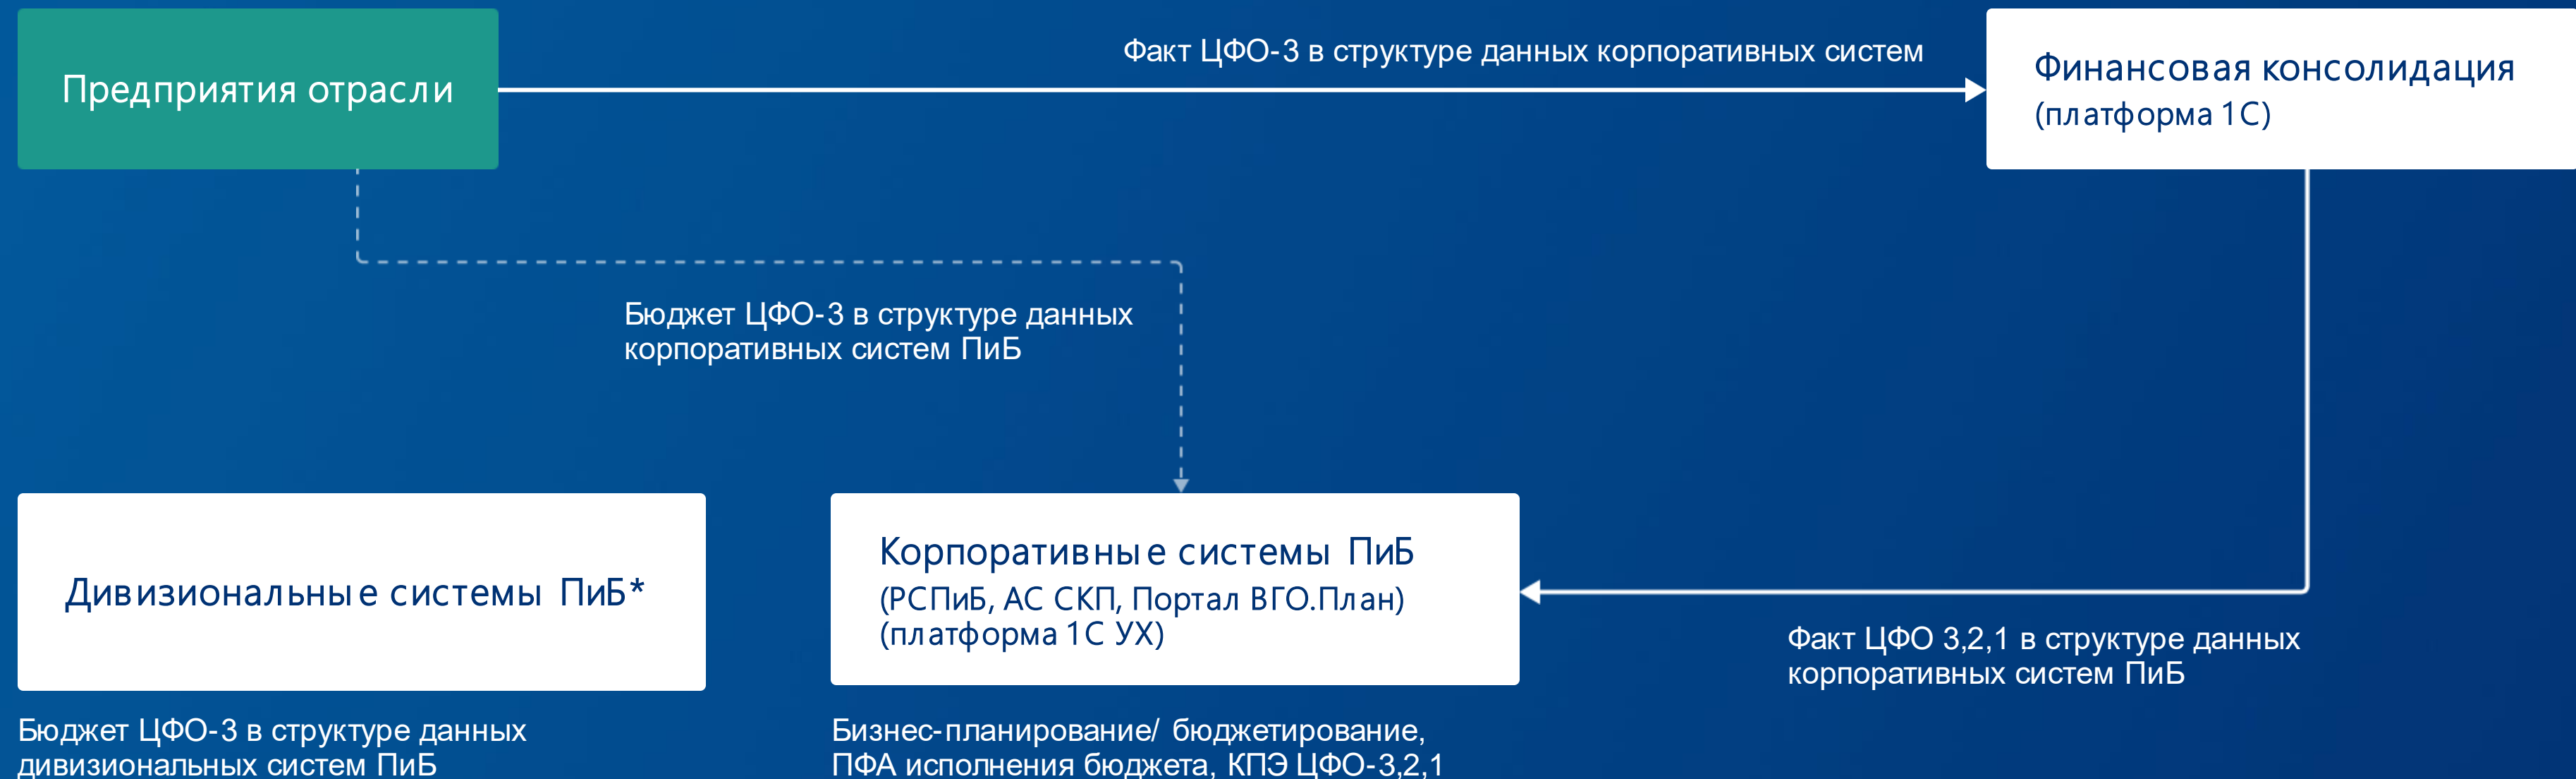 Факт ЦФО-3 в структуре данных корпоративных систем
Предприятия отрасли
Финансовая консолидация
(платформа 1С)
Бюджет ЦФО-3 в структуре данных
корпоративных систем ПиБ
Дивизиональные системы ПиБ*
Корпоративные системы ПиБ
(РСПиБ, АС СКП, Портал ВГО.План)
(платформа 1С УХ)
Факт ЦФО 3,2,1 в структуре данных
корпоративных систем ПиБ
Бюджет ЦФО-3 в структуре данных
дивизиональных систем ПиБ
Бизнес-планирование/ бюджетирование,
ПФА исполнения бюджета, КПЭ ЦФО-3,2,1